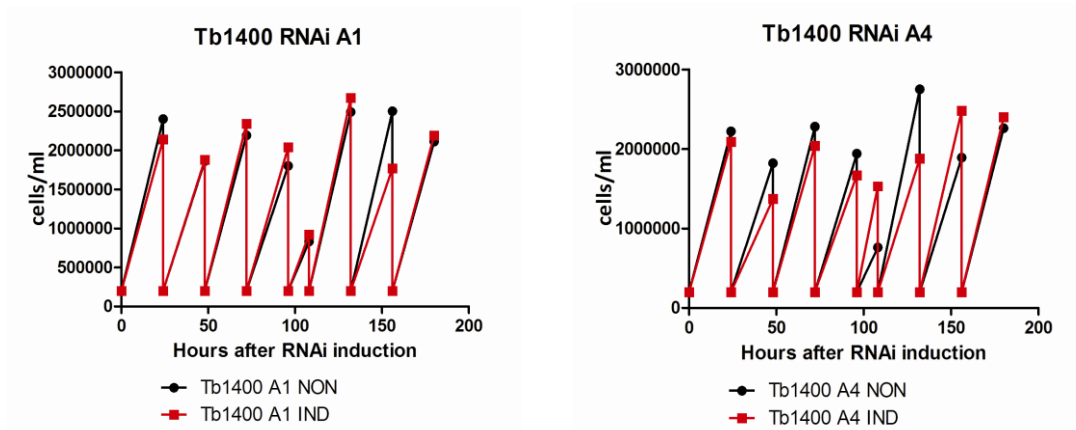 Tb1400 RNAi A1
cells/ml
3000000
2500000
2000000
1500000
1000000
500000
0
0 50 100 150 200
Hours after RNAi induction
Tb1400 A1 NON
Tb1400 A1 IND
Tb1400 RNAi A4
cells/ml
3000000
2000000
1000000
0
0 50 100 150 200
Hours after RNAi induction
Tb1400 A4 NON
Tb1400 A4 IND